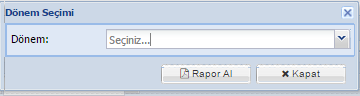 Dönem Seçimi
Dönem:
Seçiniz...
Rapor Al
Kapat